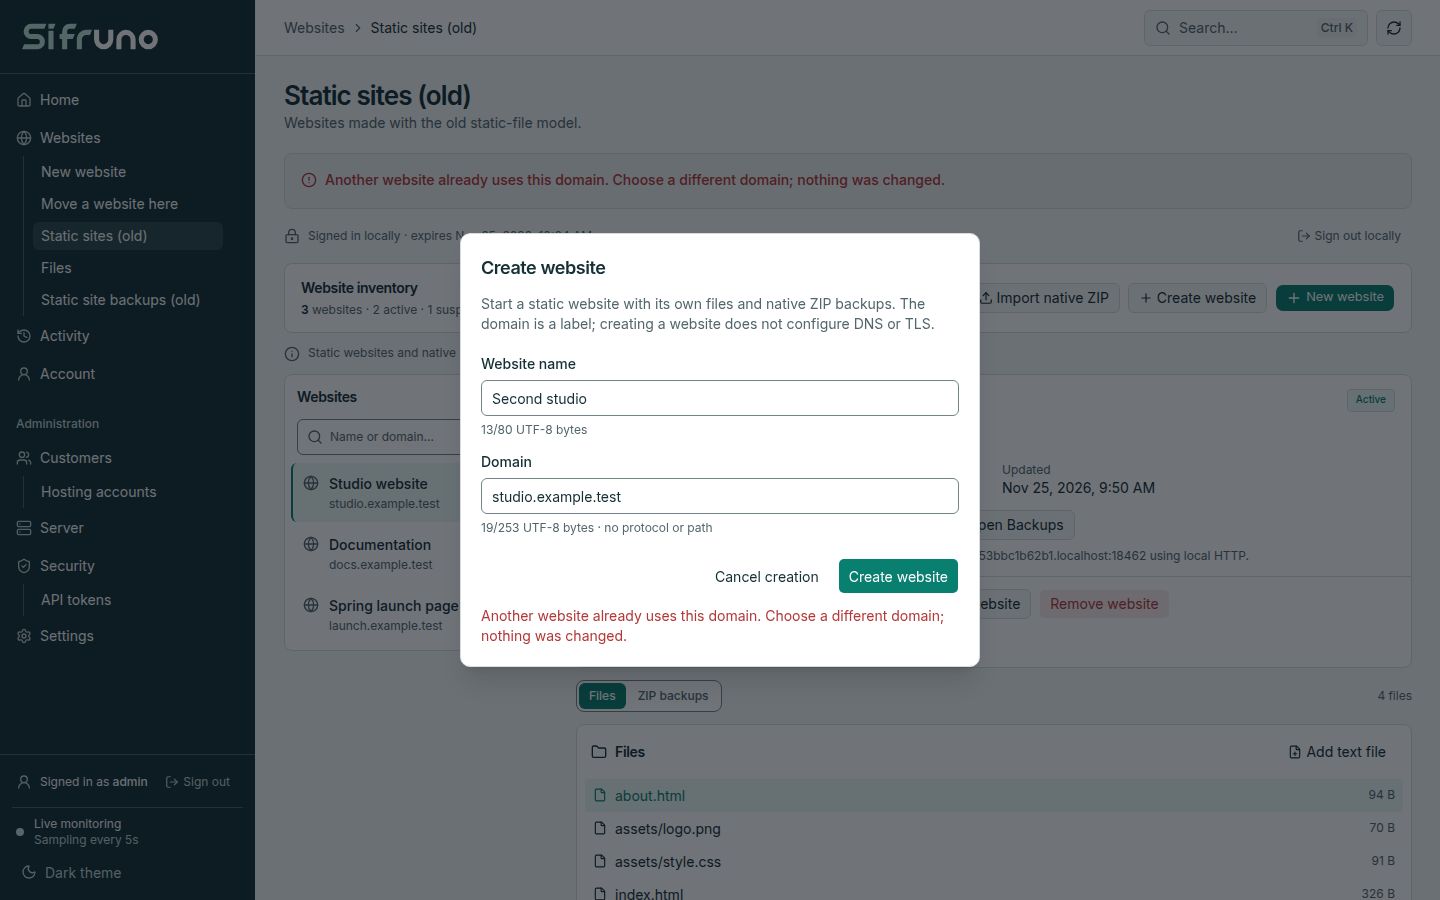 Sifruno
Home
Websites
New website
Move a website here
Static sites (old)
Files
Static site backups (old)
Activity
Account
Administration
Customers
Hosting accounts
Server
Security
API tokens
Settings
Signed in as admin
Sign out
Live monitoring
Sampling every 5s
Dark theme
Websites > Static sites (old)
Search... Ctrl K
Static sites (old)
Websites made with the old static-file model.
Another website already uses this domain. Choose a different domain; nothing was changed.
Signed in locally · expires
Sign out locally
Website inventory
3 websites · 2 active · 1
Import native ZIP
Create website
New website
Static websites and native
Websites
Name or domain...
Studio website
studio.example.test
Documentation
docs.example.test
Spring launch page
launch.example.test
Create website
Start a static website with its own files and native ZIP backups. The
domain is a label; creating a website does not configure DNS or TLS.
Website name
Second studio
13/80 UTF-8 bytes
Domain
studio.example.test
19/253 UTF-8 bytes · no protocol or path
Cancel creation
Create website
Another website already uses this domain. Choose a different domain;
nothing was changed.
Active
Updated
Nov 25, 2026, 9:50 AM
Backups
53bbc1b62b1.localhost:18462 using local HTTP.
Remove website
Files
ZIP backups
4 files
Files
Add text file
about.html 94 B
assets/logo.png 70 B
assets/style.css 91 B
index.html 326 B